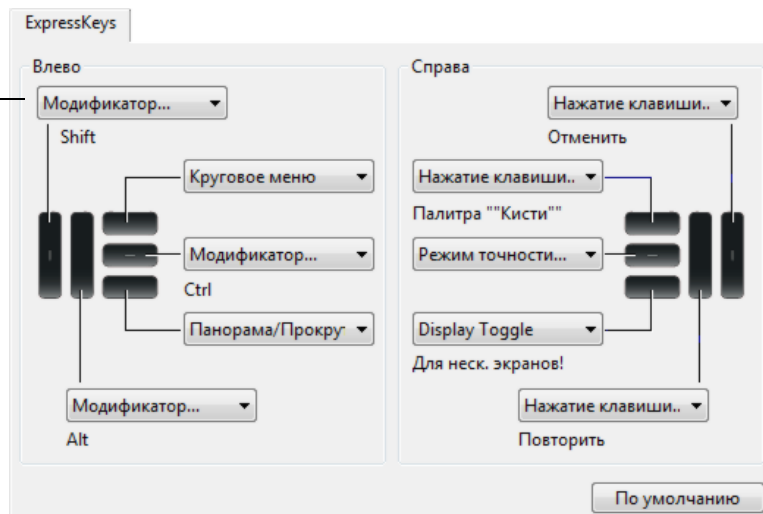 ExpressKeys
Влево
Модификатор...
Shift
Круговое меню
Модификатор...
Ctrl
Панорама/Прокрут
Модификатор...
Alt
Справа
Нажатие клавиши..
Отменить
Нажатие клавиши..
Палитра ""Кисти""
Режим точности...
Display Toggle
Для неск. экранов!
Нажатие клавиши..
Повторить
По умолчанию